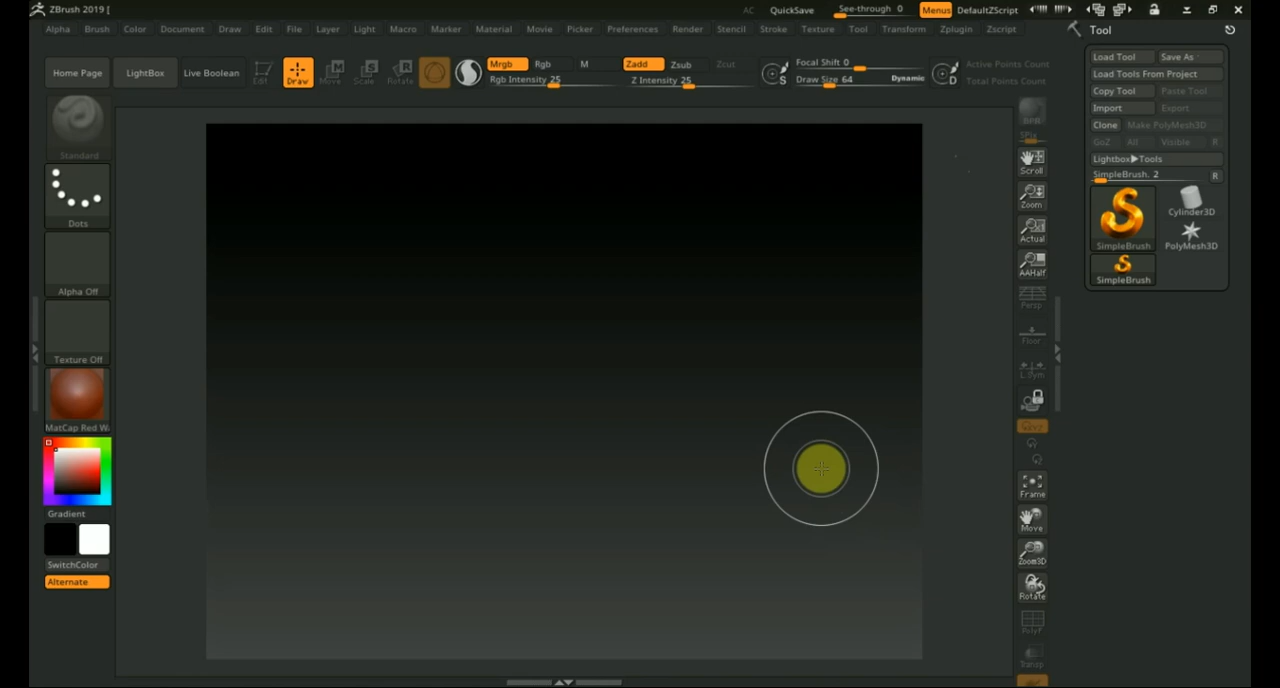 ZBrush 2019 [
AC QuickSave See-through 0 Menus DefaultZScript
Alpha Brush Color Document Draw Edit File Layer Light Macro Marker Material Movie Picker Preferences Render Stencil Stroke Texture Tool Transform Zplugin Zscript
Tool
Home Page LightBox Live Boolean Edit Draw Move Scale Rotate
Mrgb Rgb M
Rgb Intensity 25
Zadd Zsub Zcut
Z Intensity 25
Focal Shift 0
Draw Size 64 Dynamic
S
D
Active Points Count
Total Points Count
Standard
Dots
Alpha Off
Texture Off
MatCap Red W
Gradient
SwitchColor
Alternate
BPR
SPix
Scroll
Zoom
Actual
AAHalf
Persp
Floor
L.Sym
Frame
Move
Zoom3D
Rotate
PolyF
Transp
Load Tool Save As
Load Tools From Project
Copy Tool Paste Tool
Import Export
Clone Make PolyMesh3D
GoZ All Visible R
Lightbox▶Tools
SimpleBrush. 2 R
SimpleBrush
Cylinder3D
PolyMesh3D
SimpleBrush